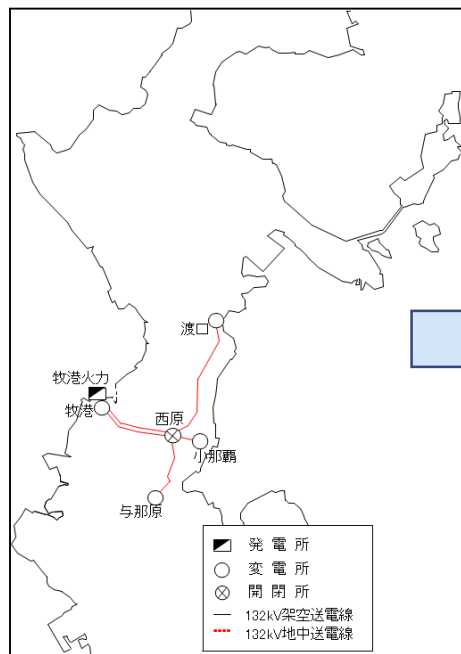 渡口
牧港火力
牧港
西原
小那覇
与那原
発電所
変電所
開閉所
132kV架空送電線
132kV地中送電線